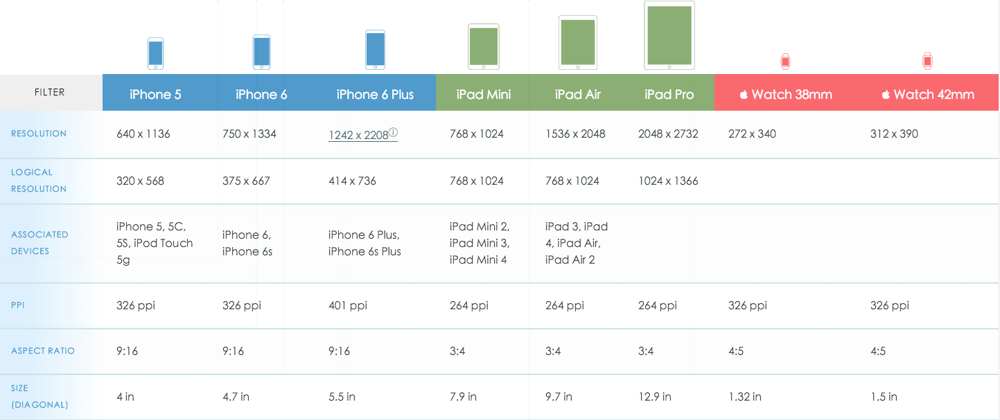 FILTER iPhone 5 iPhone 6 iPhone 6 Plus iPad Mini iPad Air iPad Pro Watch 38mm Watch 42mm
RESOLUTION 640 x 1136 750 x 1334 1242 x 2208ⓘ 768 x 1024 1536 x 2048 2048 x 2732 272 x 340 312 x 390
LOGICAL
RESOLUTION
320 x 568 375 x 667 414 x 736 768 x 1024 768 x 1024 1024 x 1366
ASSOCIATED
DEVICES
iPhone 5, 5C,
5S, iPod Touch
5g
iPhone 6,
iPhone 6s
iPhone 6 Plus,
iPhone 6s Plus
iPad Mini 2,
iPad Mini 3,
iPad Mini 4
iPad 3, iPad
4, iPad Air,
iPad Air 2
PPI 326 ppi 326 ppi 401 ppi 264 ppi 264 ppi 264 ppi 326 ppi 326 ppi
ASPECT RATIO 9:16 9:16 9:16 3:4 3:4 3:4 4:5 4:5
SIZE
(DIAGONAL)
4 in 4.7 in 5.5 in 7.9 in 9.7 in 12.9 in 1.32 in 1.5 in